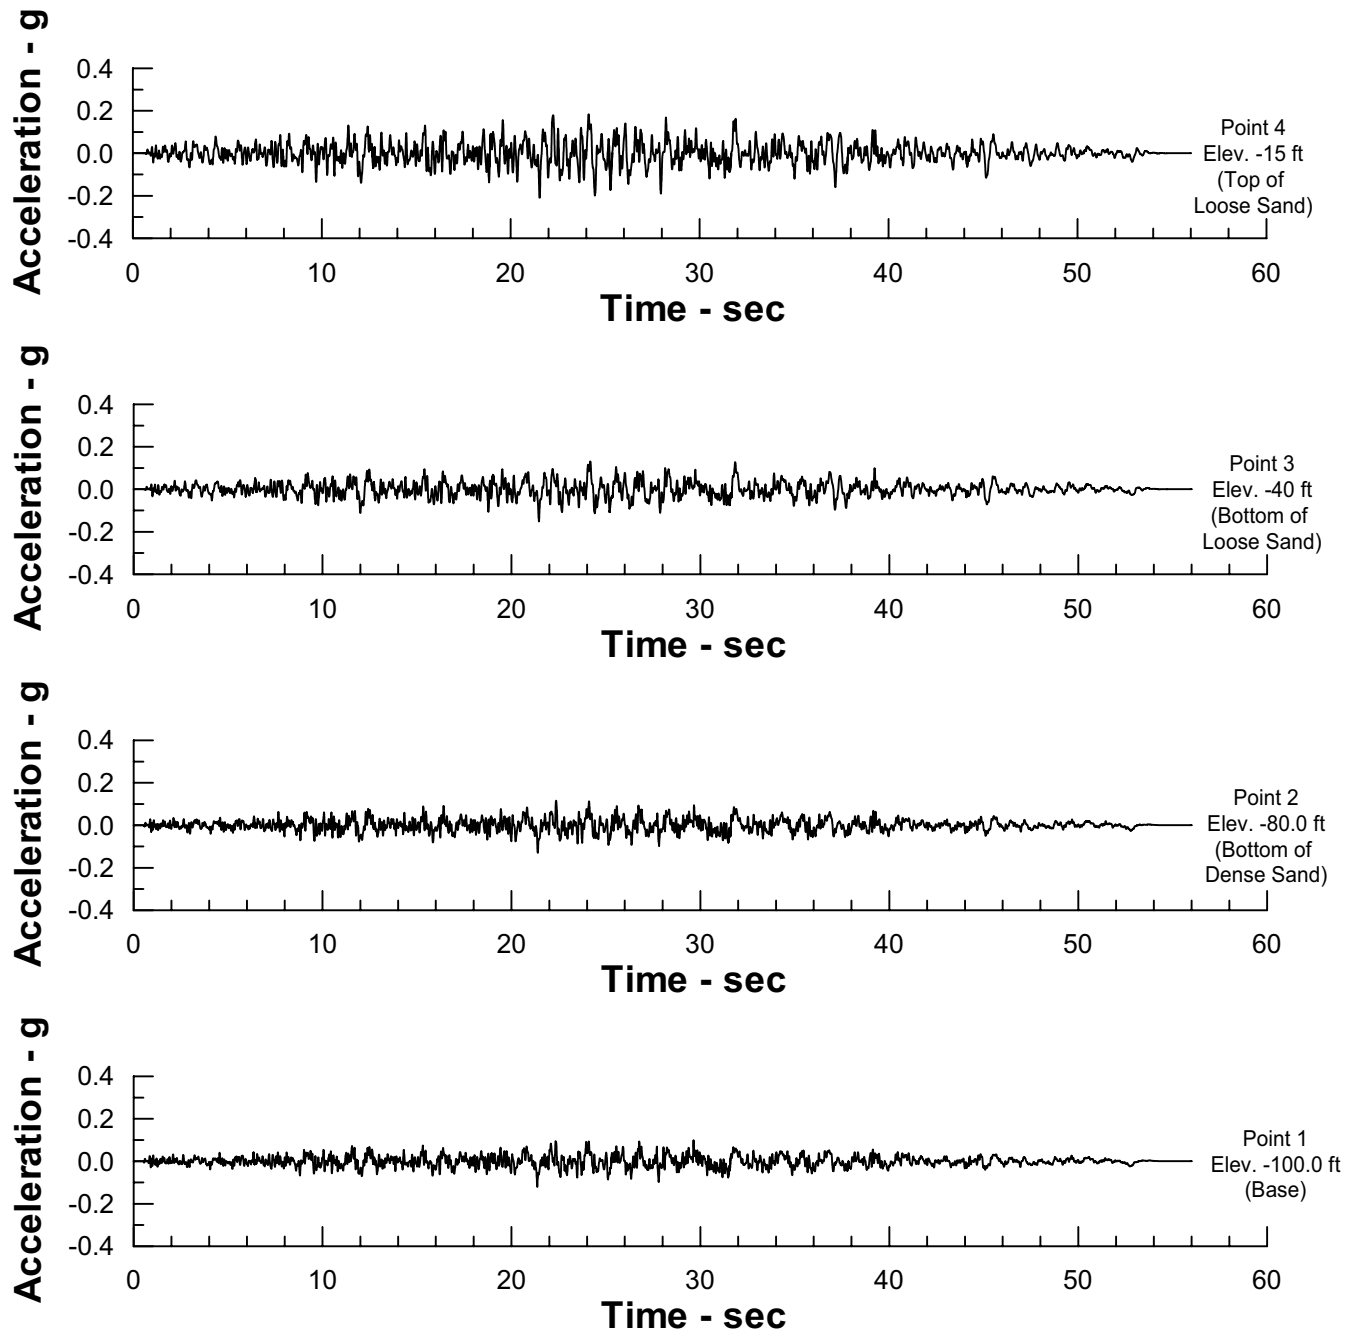 Acceleration - g
0.4
0.2
0.0
-0.2
-0.4
0 10 20 30 40 50 60
Time - sec
Point 4
Elev. -15 ft
(Top of
Loose Sand)
Acceleration - g
0.4
0.2
0.0
-0.2
-0.4
0 10 20 30 40 50 60
Time - sec
Point 3
Elev. -40 ft
(Bottom of
Loose Sand)
Acceleration - g
0.4
0.2
0.0
-0.2
-0.4
0 10 20 30 40 50 60
Time - sec
Point 2
Elev. -80.0 ft
(Bottom of
Dense Sand)
Acceleration - g
0.4
0.2
0.0
-0.2
-0.4
0 10 20 30 40 50 60
Time - sec
Point 1
Elev. -100.0 ft
(Base)